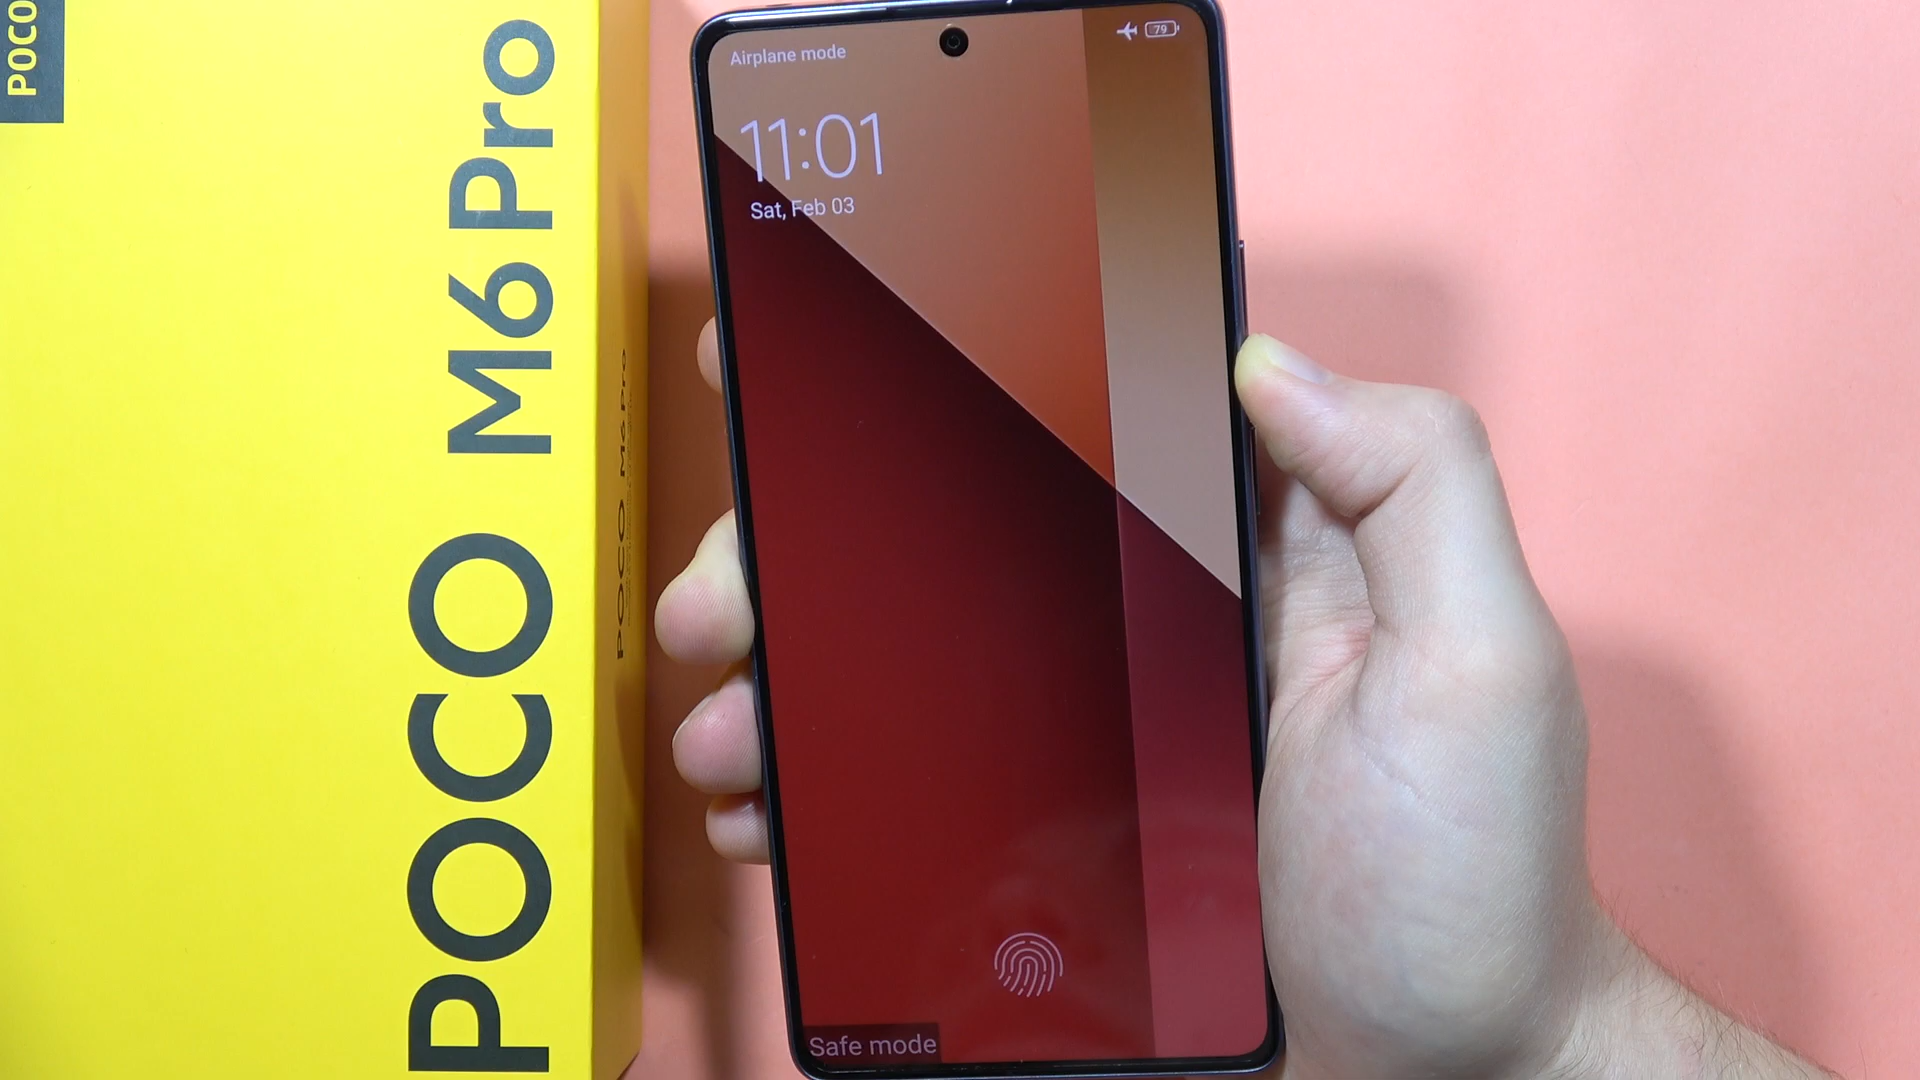 POCO
POCO M6 Pro
POCO M6 Pro
Airplane mode
79
11:01
Sat, Feb 03
Safe mode